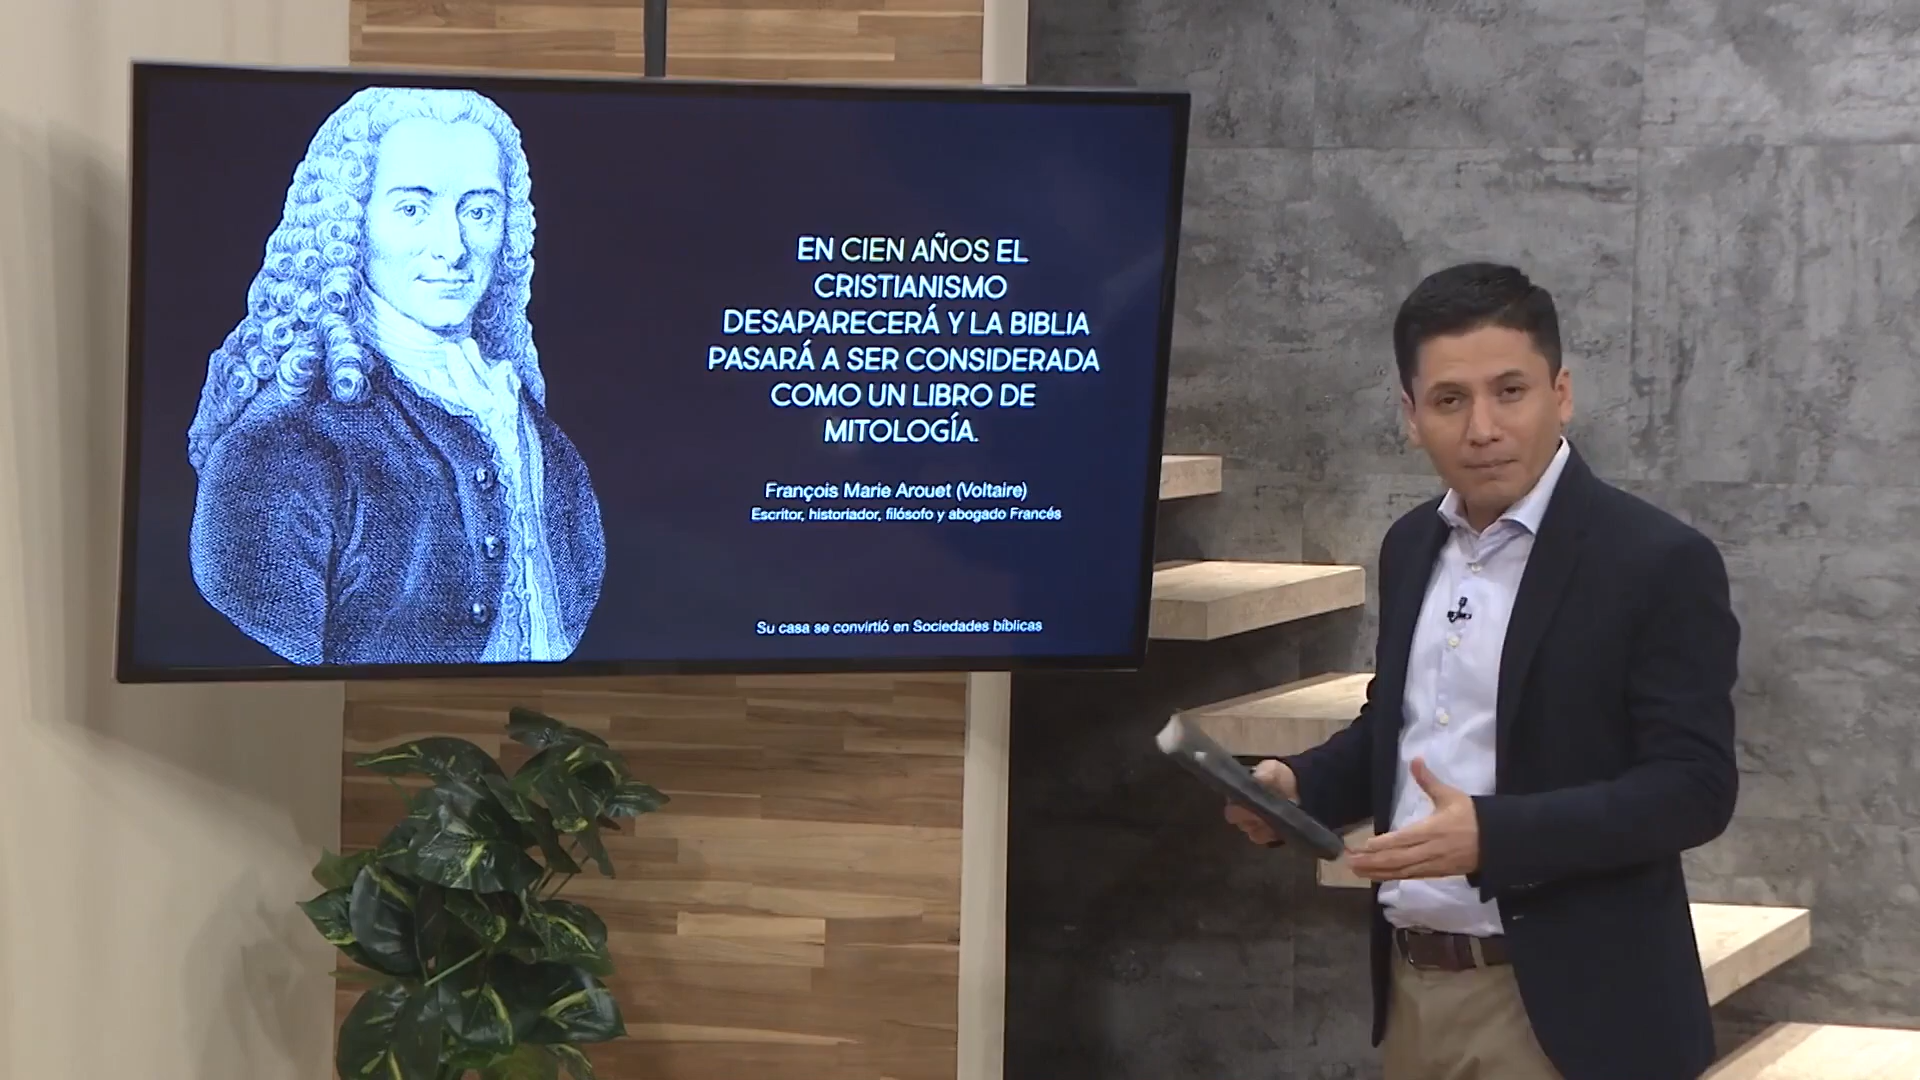 EN CIEN AÑOS EL
CRISTIANISMO
DESAPARECERÁ Y LA BIBLIA
PASARÁ A SER CONSIDERADA
COMO UN LIBRO DE
MITOLOGÍA.
François Marie Arouet (Voltaire)
Escritor, historiador, filósofo y abogado Francés
Su casa se convirtió en Sociedades bíblicas